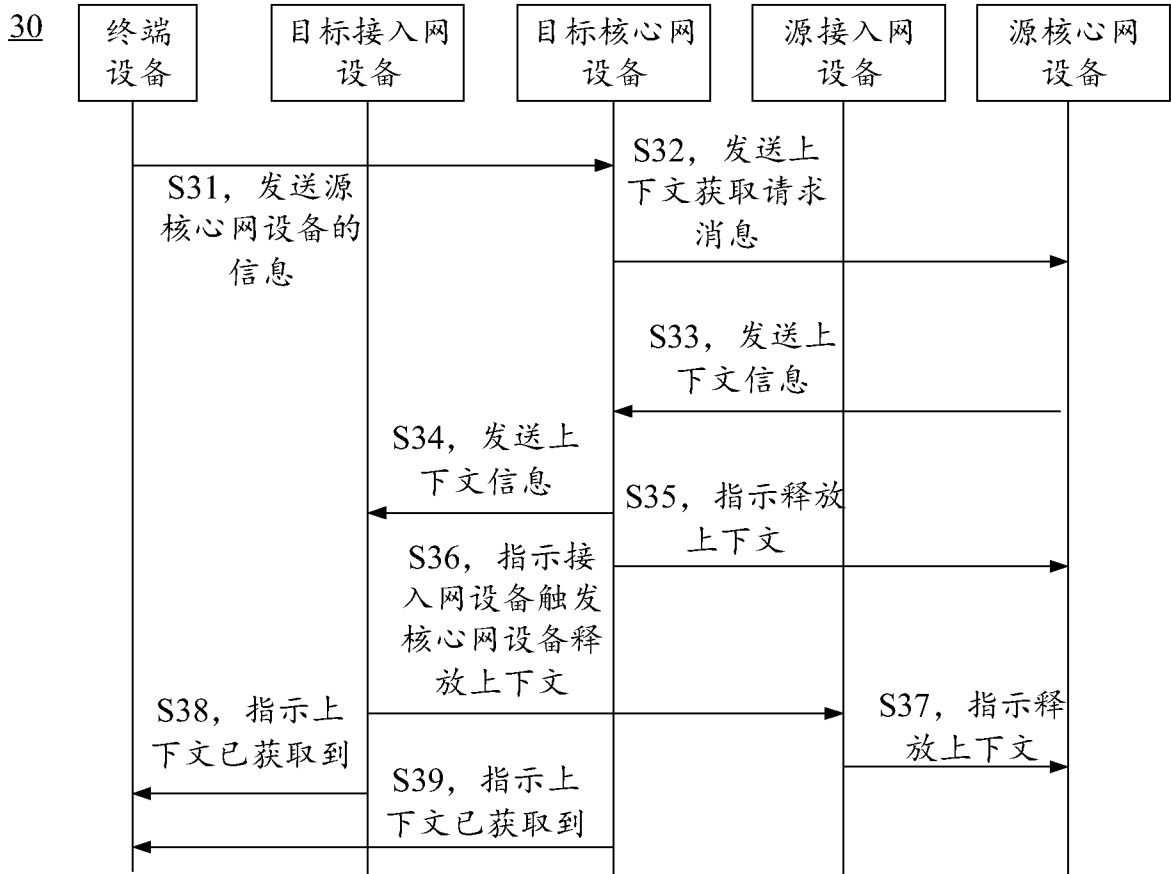 30
终端
设备
目标接入网
设备
目标核心网
设备
源接入网
设备
源核心网
设备
S31，发送源
核心网设备的
信息
S32，发送上
下文获取请求
消息
S33，发送上
下文信息
S34，发送上
下文信息
S35，指示释放
上下文
S36，指示接
入网设备触发
核心网设备释
放上下文
S37，指示释
放上下文
S38，指示上
下文已获取到
S39，指示上
下文已获取到